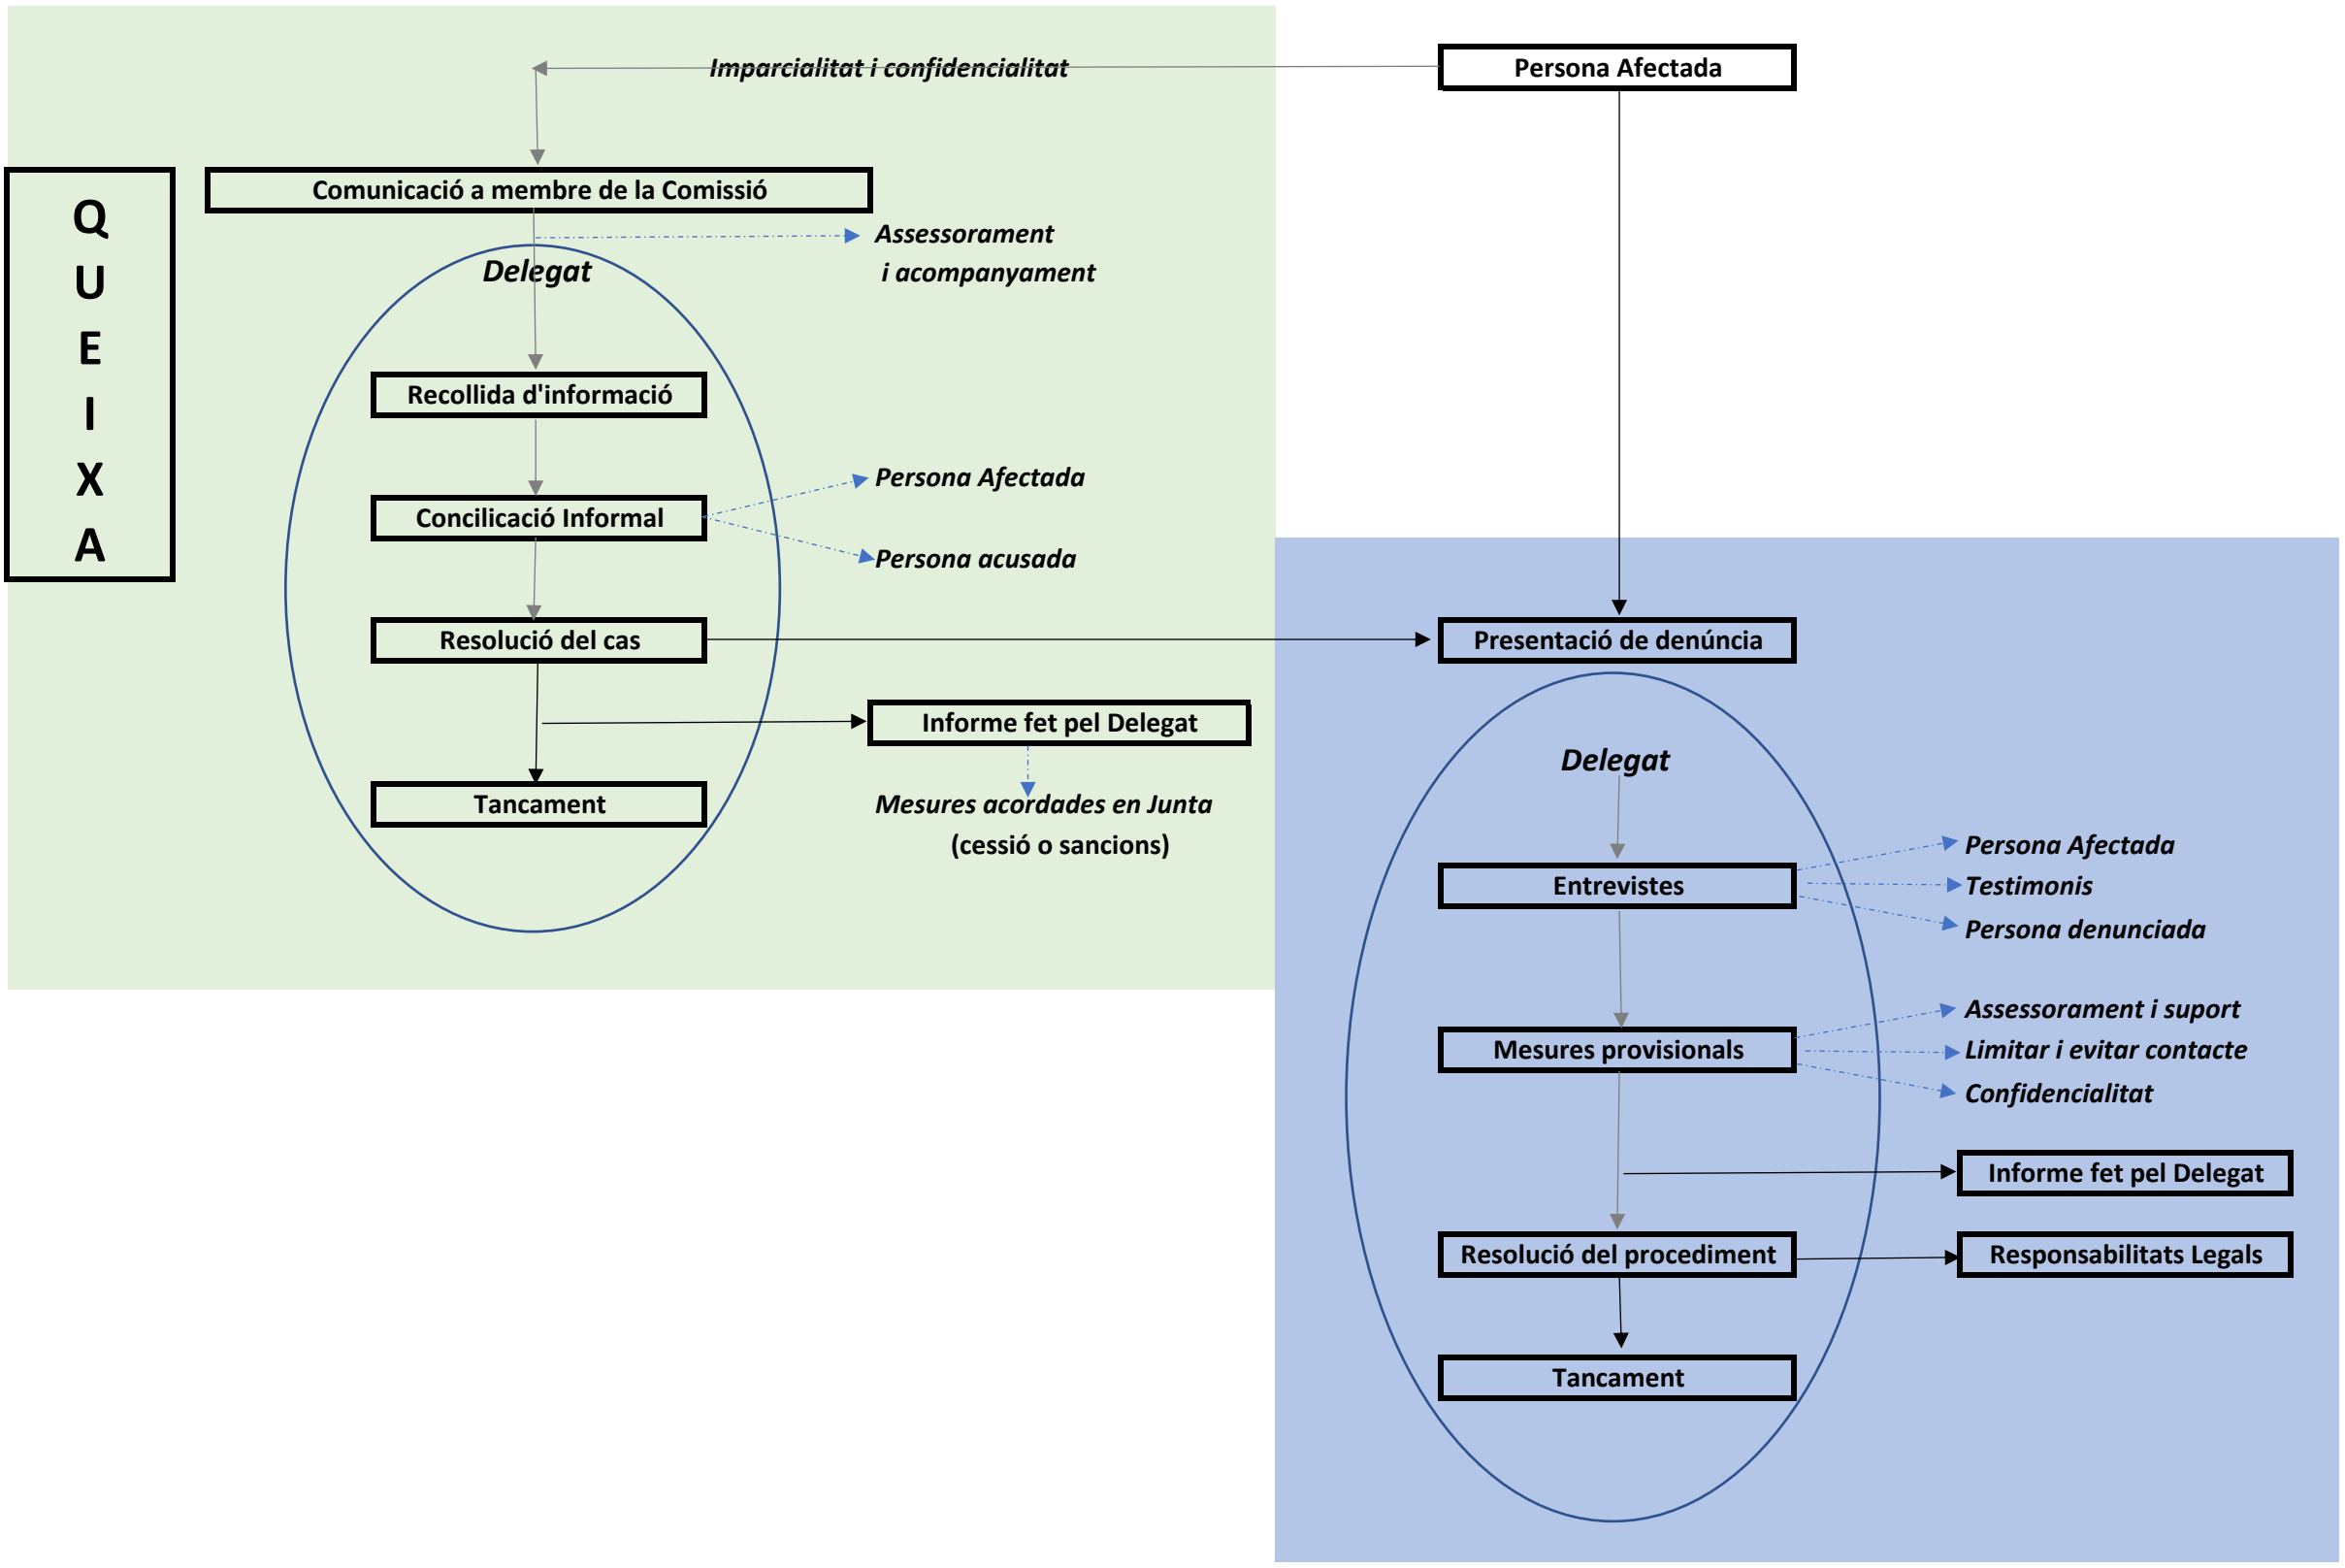 Imparcialitat i confidencialitat
Persona Afectada
QUEIXA
Comunicació a membre de la Comissió
Assessorament
i acompanyament
Delegat
Recollida d'informació
Concilicació Informal
Persona Afectada
Persona acusada
Resolució del cas
Informe fet pel Delegat
Tancament
Mesures acordades en Junta
(cessió o sancions)
Presentació de denúncia
Delegat
Entrevistes
Persona Afectada
Testimonis
Persona denunciada
Mesures provisionals
Assessorament i suport
Limitar i evitar contacte
Confidencialitat
Informe fet pel Delegat
Resolució del procediment
Responsabilitats Legals
Tancament